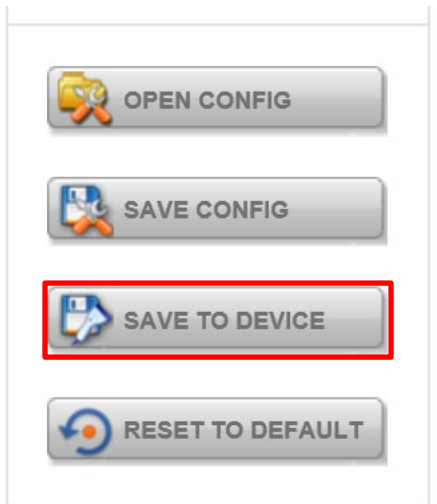 OPEN CONFIG
SAVE CONFIG
SAVE TO DEVICE
RESET TO DEFAULT